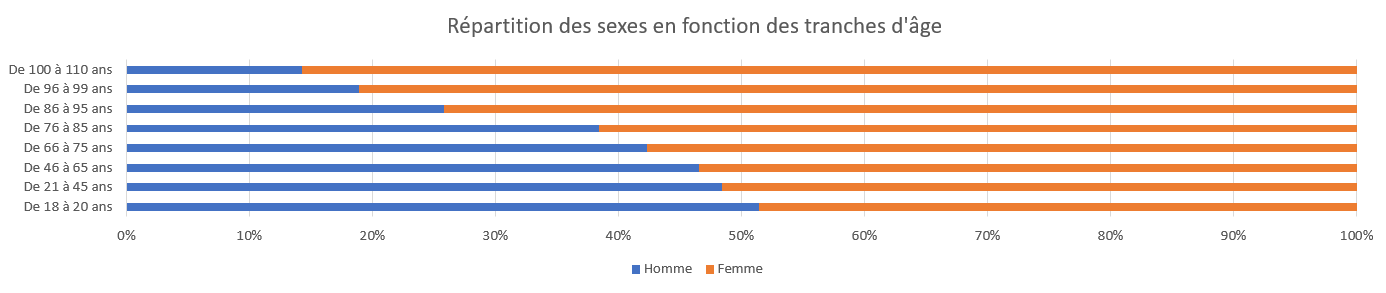 Répartition des sexes en fonction des tranches d'âge
De 100 à 110 ans
De 96 à 99 ans
De 86 à 95 ans
De 76 à 85 ans
De 66 à 75 ans
De 46 à 65 ans
De 21 à 45 ans
De 18 à 20 ans
0% 10% 20% 30% 40% 50% 60% 70% 80% 90% 100%
Homme Femme